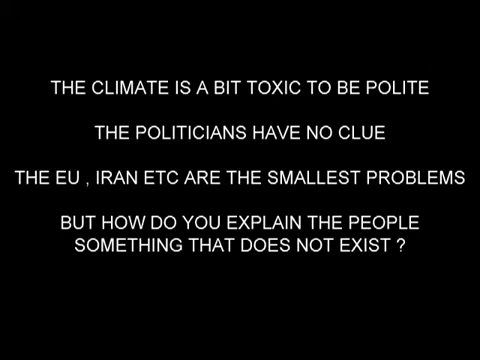 THE CLIMATE IS A BIT TOXIC TO BE POLITE
THE POLITICIANS HAVE NO CLUE
THE EU , IRAN ETC ARE THE SMALLEST PROBLEMS
BUT HOW DO YOU EXPLAIN THE PEOPLE
SOMETHING THAT DOES NOT EXIST ?